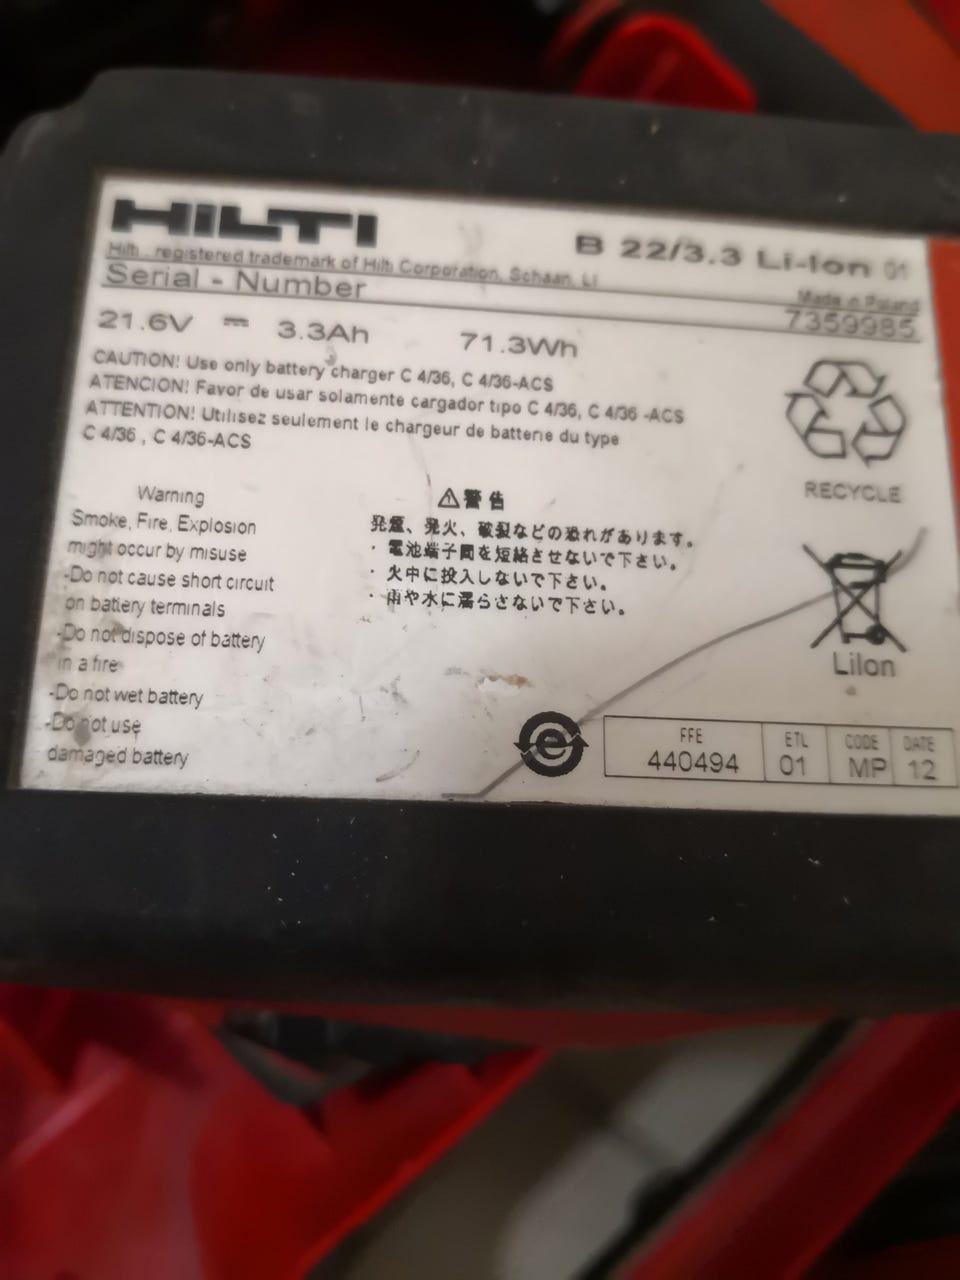 HILTI
B 22/3.3 Li-Ion 01
Hilti . registered trademark of Hilti Corporation, Schaan, LI
Made in Poland
Serial - Number
7359985
21.6V ⎓ 3.3Ah 71.3Wh
CAUTION! Use only battery charger C 4/36, C 4/36-ACS
ATENCION! Favor de usar solamente cargador tipo C 4/36, C 4/36 -ACS
ATTENTION! Utilisez seulement le chargeur de batterie du type
C 4/36 , C 4/36-ACS
RECYCLE
Warning
Smoke, Fire, Explosion
might occur by misuse
-Do not cause short circuit
on battery terminals
-Do not dispose of battery
in a fire
-Do not wet battery
-Do not use
damaged battery
⚠警告
発煙、発火、破裂などの恐れがあります。
・電池端子間を短絡させないで下さい。
・火中に投入しないで下さい。
・雨や水に濡らさないで下さい。
LiIon
e
FFE ETL CODE DATE
440494 01 MP 12